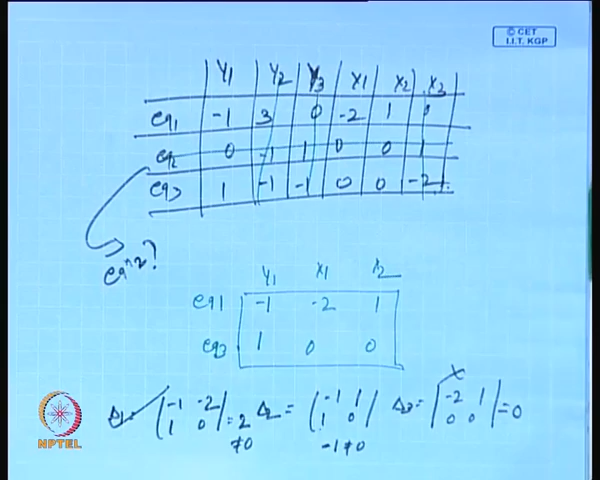 © CET
I.I.T. KGP
Y1 Y2 Y3 X1 X2 X3
eq1 -1 3 0 -2 1
eq2 0 -1 1 0 0 1
eq3 1 -1 -1 0 0 -2
eqn 2?
Y1 X1 X2
eq1 -1 -2 1
eq3 1 0 0
Δ1= |-1 -2| =2 Δ2= |-1 1| Δ3= |-2 1| =0
|1 0| ≠0 |1 0| |0 0|
-1≠0
NPTEL